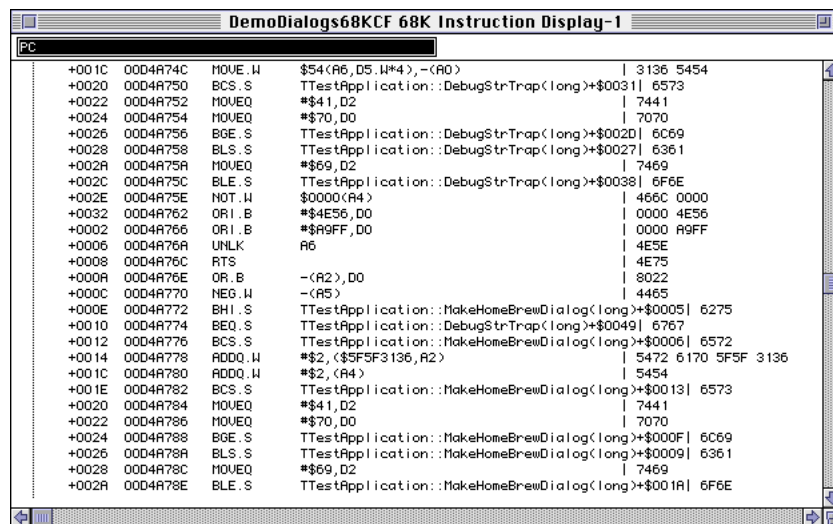 DemoDialogs68KCF 68K Instruction Display-1
PC
+001C 00D4A74C MOVE.W $54(A6,D5.W*4),-(A0) | 3136 5454
+0020 00D4A750 BCS.S TTestApplication::DebugStrTrap(long)+$0031| 6573
+0022 00D4A752 MOVEQ #$41,D2 | 7441
+0024 00D4A754 MOVEQ #$70,D0 | 7070
+0026 00D4A756 BGE.S TTestApplication::DebugStrTrap(long)+$002D| 6C69
+0028 00D4A758 BLS.S TTestApplication::DebugStrTrap(long)+$0027| 6361
+002A 00D4A75A MOVEQ #$69,D2 | 7469
+002C 00D4A75C BLE.S TTestApplication::DebugStrTrap(long)+$0038| 6F6E
+002E 00D4A75E NOT.W $0000(A4) | 466C 0000
+0032 00D4A762 ORI.B #$4E56,D0 | 0000 4E56
+0002 00D4A766 ORI.B #$A9FF,D0 | 0000 A9FF
+0006 00D4A76A UNLK A6 | 4E5E
+0008 00D4A76C RTS | 4E75
+000A 00D4A76E OR.B -(A2),D0 | 8022
+000C 00D4A770 NEG.W -(A5) | 4465
+000E 00D4A772 BHI.S TTestApplication::MakeHomeBrewDialog(long)+$0005| 6275
+0010 00D4A774 BEQ.S TTestApplication::DebugStrTrap(long)+$0049| 6767
+0012 00D4A776 BCS.S TTestApplication::MakeHomeBrewDialog(long)+$0006| 6572
+0014 00D4A778 ADDQ.W #$2,($5F5F3136,A2) | 5472 6170 5F5F 3136
+001C 00D4A780 ADDQ.W #$2,(A4) | 5454
+001E 00D4A782 BCS.S TTestApplication::MakeHomeBrewDialog(long)+$0013| 6573
+0020 00D4A784 MOVEQ #$41,D2 | 7441
+0022 00D4A786 MOVEQ #$70,D0 | 7070
+0024 00D4A788 BGE.S TTestApplication::MakeHomeBrewDialog(long)+$000F| 6C69
+0026 00D4A78A BLS.S TTestApplication::MakeHomeBrewDialog(long)+$0009| 6361
+0028 00D4A78C MOVEQ #$69,D2 | 7469
+002A 00D4A78E BLE.S TTestApplication::MakeHomeBrewDialog(long)+$001A| 6F6E